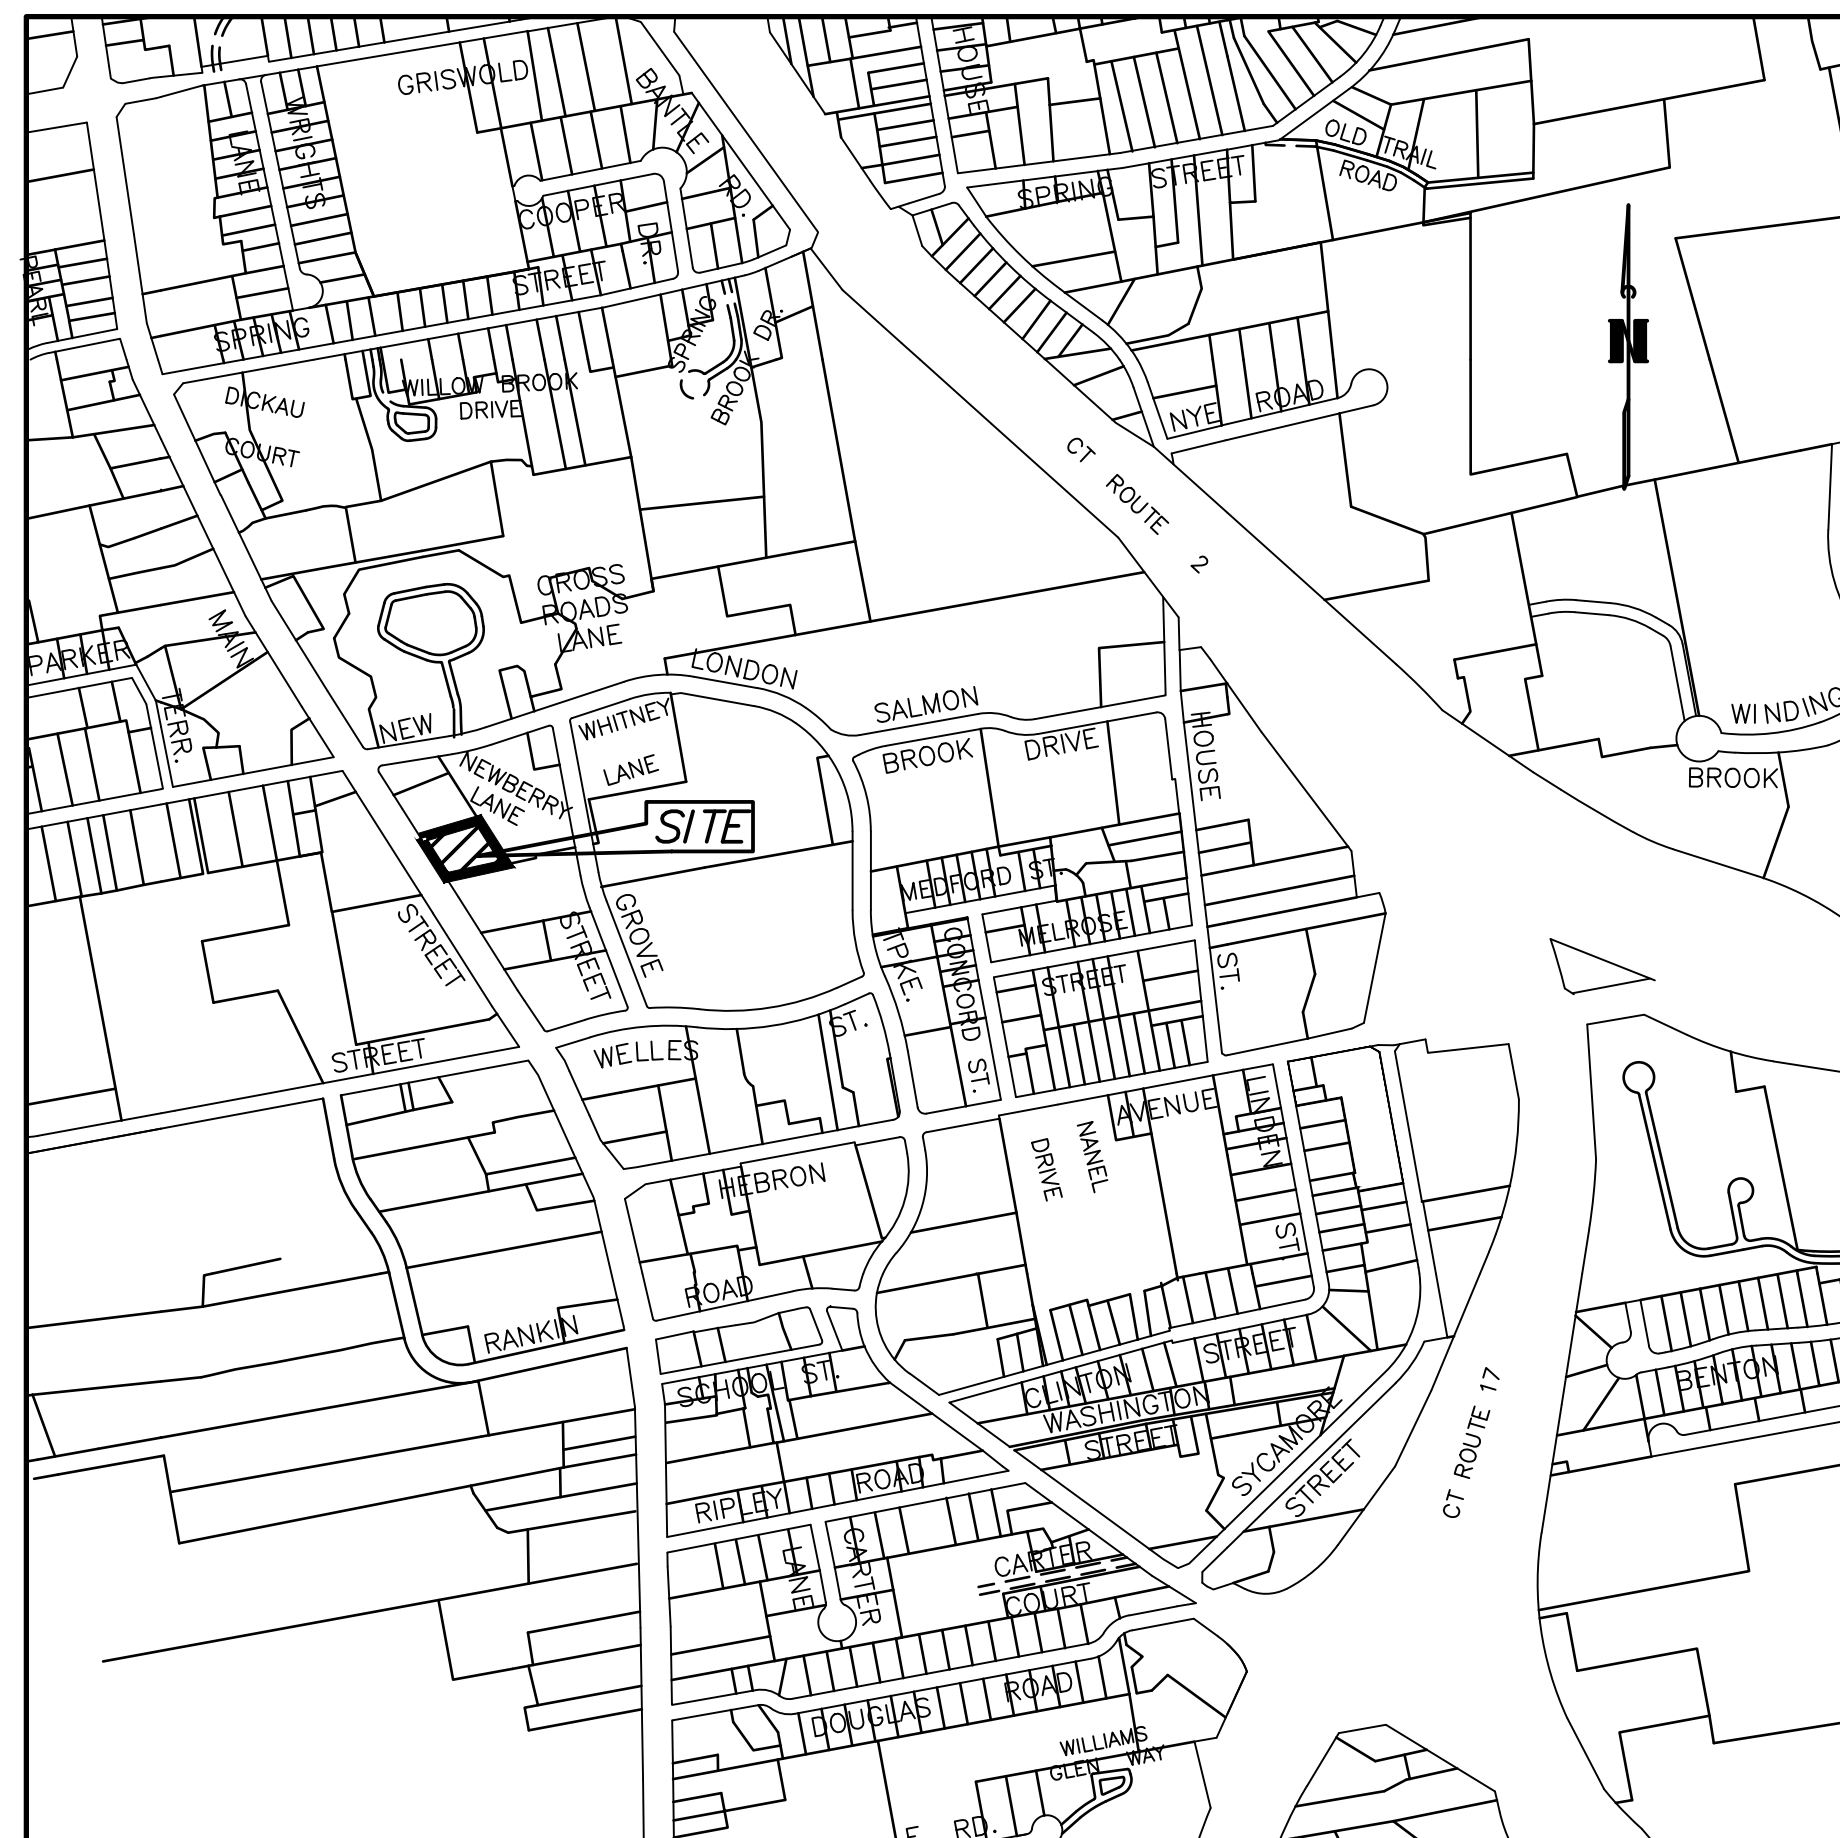 GRISWOLD
BANTLE
RD.
HOUSE
WRIGHTS
LANE
OLD TRAIL
ROAD
SPRING STREET
COOPER
DR.
PEARL
SPRING STREET
SPRING
BROOK DR.
N
WILLOW BROOK
DRIVE
DICKAU
COURT
NYE ROAD
CT ROUTE 2
CROSS
ROADS
LANE
MAIN
PARKER
TERR.
NEW LONDON
WHITNEY
LANE
SALMON
BROOK DRIVE
HOUSE
WINDING
BROOK
NEWBERRY
LANE
SITE
MEDFORD ST.
MELROSE
STREET
STREET
GROVE
STREET
TPKE.
CONCORD ST.
ST.
STREET
WELLES
ST.
AVENUE
LINDEN
ST.
NANEL
DRIVE
HEBRON
ROAD
RANKIN
SCHOOL ST.
CLINTON STREET
WASHINGTON
STREET
SYCAMORE
STREET
CT ROUTE 17
BENTON
RIPLEY ROAD
CARTER
LANE
CARTER
COURT
DOUGLAS ROAD
WILLIAMS
GLEN WAY
RD.